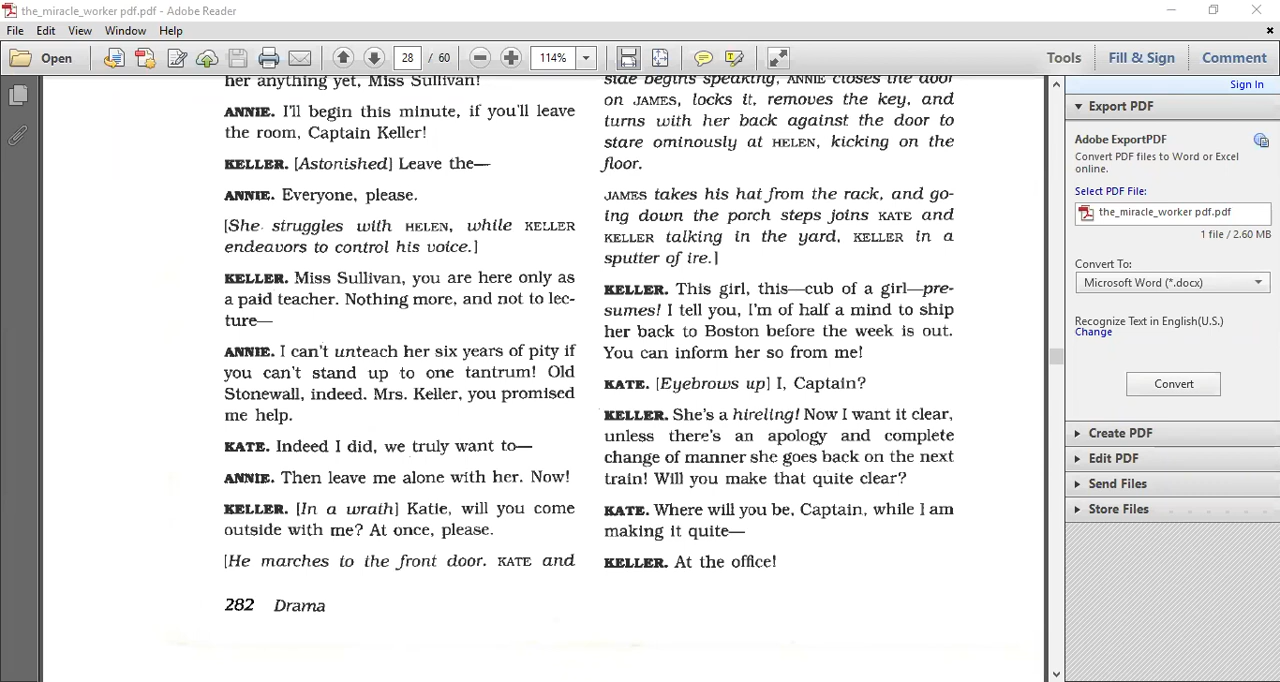 the_miracle_worker pdf.pdf - Adobe Reader
File Edit View Window Help
Open 28 / 60 114% Tools Fill & Sign Comment
her anything yet, Miss Sullivan!
ANNIE. I'll begin this minute, if you'll leave
the room, Captain Keller!
KELLER. [Astonished] Leave the—
ANNIE. Everyone, please.
[She struggles with HELEN, while KELLER
endeavors to control his voice.]
KELLER. Miss Sullivan, you are here only as
a paid teacher. Nothing more, and not to lec-
ture—
ANNIE. I can't unteach her six years of pity if
you can't stand up to one tantrum! Old
Stonewall, indeed. Mrs. Keller, you promised
me help.
KATE. Indeed I did, we truly want to—
ANNIE. Then leave me alone with her. Now!
KELLER. [In a wrath] Katie, will you come
outside with me? At once, please.
[He marches to the front door. KATE and
282 Drama
side begins speaking, ANNIE closes the door
on JAMES, locks it, removes the key, and
turns with her back against the door to
stare ominously at HELEN, kicking on the
floor.
JAMES takes his hat from the rack, and go-
ing down the porch steps joins KATE and
KELLER talking in the yard, KELLER in a
sputter of ire.]
KELLER. This girl, this—cub of a girl—pre-
sumes! I tell you, I'm of half a mind to ship
her back to Boston before the week is out.
You can inform her so from me!
KATE. [Eyebrows up] I, Captain?
KELLER. She's a hireling! Now I want it clear,
unless there's an apology and complete
change of manner she goes back on the next
train! Will you make that quite clear?
KATE. Where will you be, Captain, while I am
making it quite—
KELLER. At the office!
Sign In
Export PDF
Adobe ExportPDF
Convert PDF files to Word or Excel
online.
Select PDF File:
the_miracle_worker pdf.pdf
1 file / 2.60 MB
Convert To:
Microsoft Word (*.docx)
Recognize Text in English(U.S.)
Change
Convert
Create PDF
Edit PDF
Send Files
Store Files